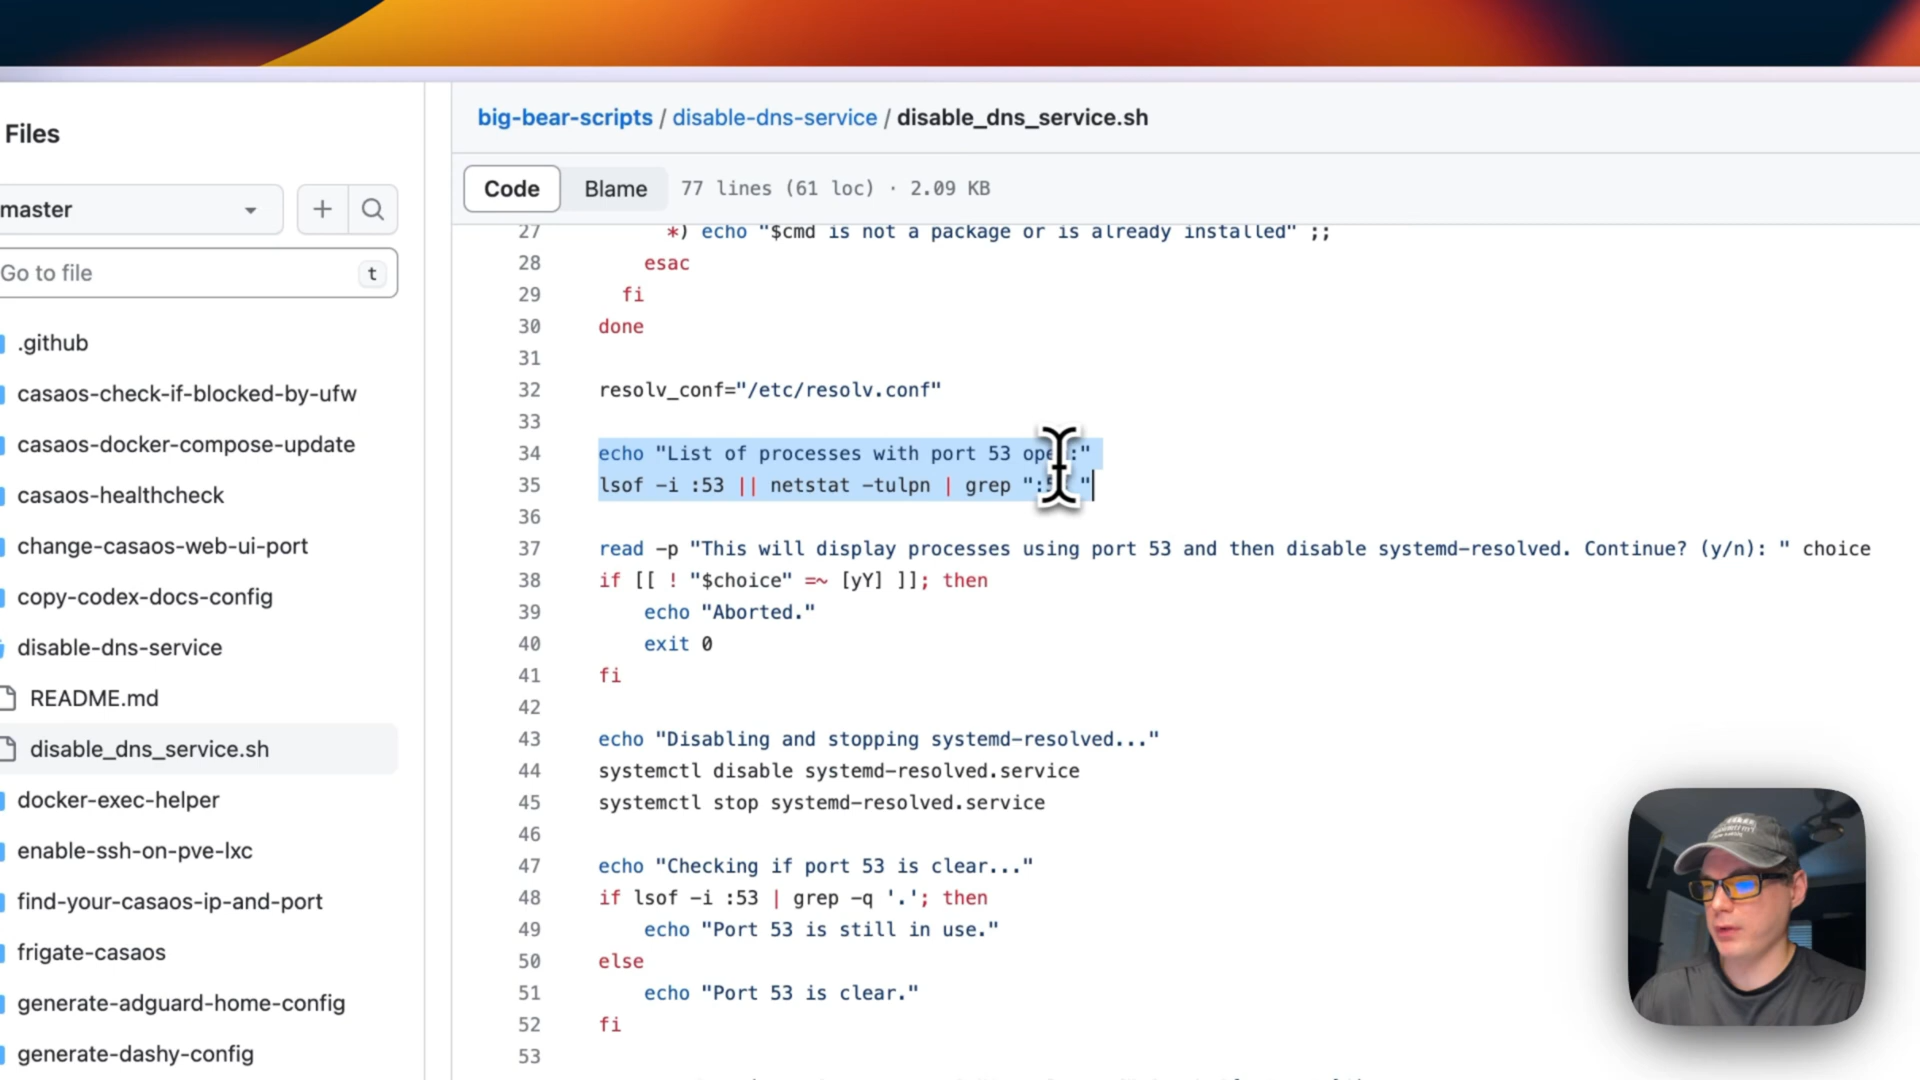 Files
master
Go to file
t
.github
casaos-check-if-blocked-by-ufw
casaos-docker-compose-update
casaos-healthcheck
change-casaos-web-ui-port
copy-codex-docs-config
disable-dns-service
README.md
disable_dns_service.sh
docker-exec-helper
enable-ssh-on-pve-lxc
find-your-casaos-ip-and-port
frigate-casaos
generate-adguard-home-config
generate-dashy-config
big-bear-scripts / disable-dns-service / disable_dns_service.sh
Code Blame 77 lines (61 loc) · 2.09 KB
27 *) echo "$cmd is not a package or is already installed" ;;
28 esac
29 fi
30 done
31
32 resolv_conf="/etc/resolv.conf"
33
34 echo "List of processes with port 53 open:"
35 lsof -i :53 || netstat -tulpn | grep ":53 "
36
37 read -p "This will display processes using port 53 and then disable systemd-resolved. Continue? (y/n): " choice
38 if [[ ! "$choice" =~ [yY] ]]; then
39 echo "Aborted."
40 exit 0
41 fi
42
43 echo "Disabling and stopping systemd-resolved..."
44 systemctl disable systemd-resolved.service
45 systemctl stop systemd-resolved.service
46
47 echo "Checking if port 53 is clear..."
48 if lsof -i :53 | grep -q '.'; then
49 echo "Port 53 is still in use."
50 else
51 echo "Port 53 is clear."
52 fi
53